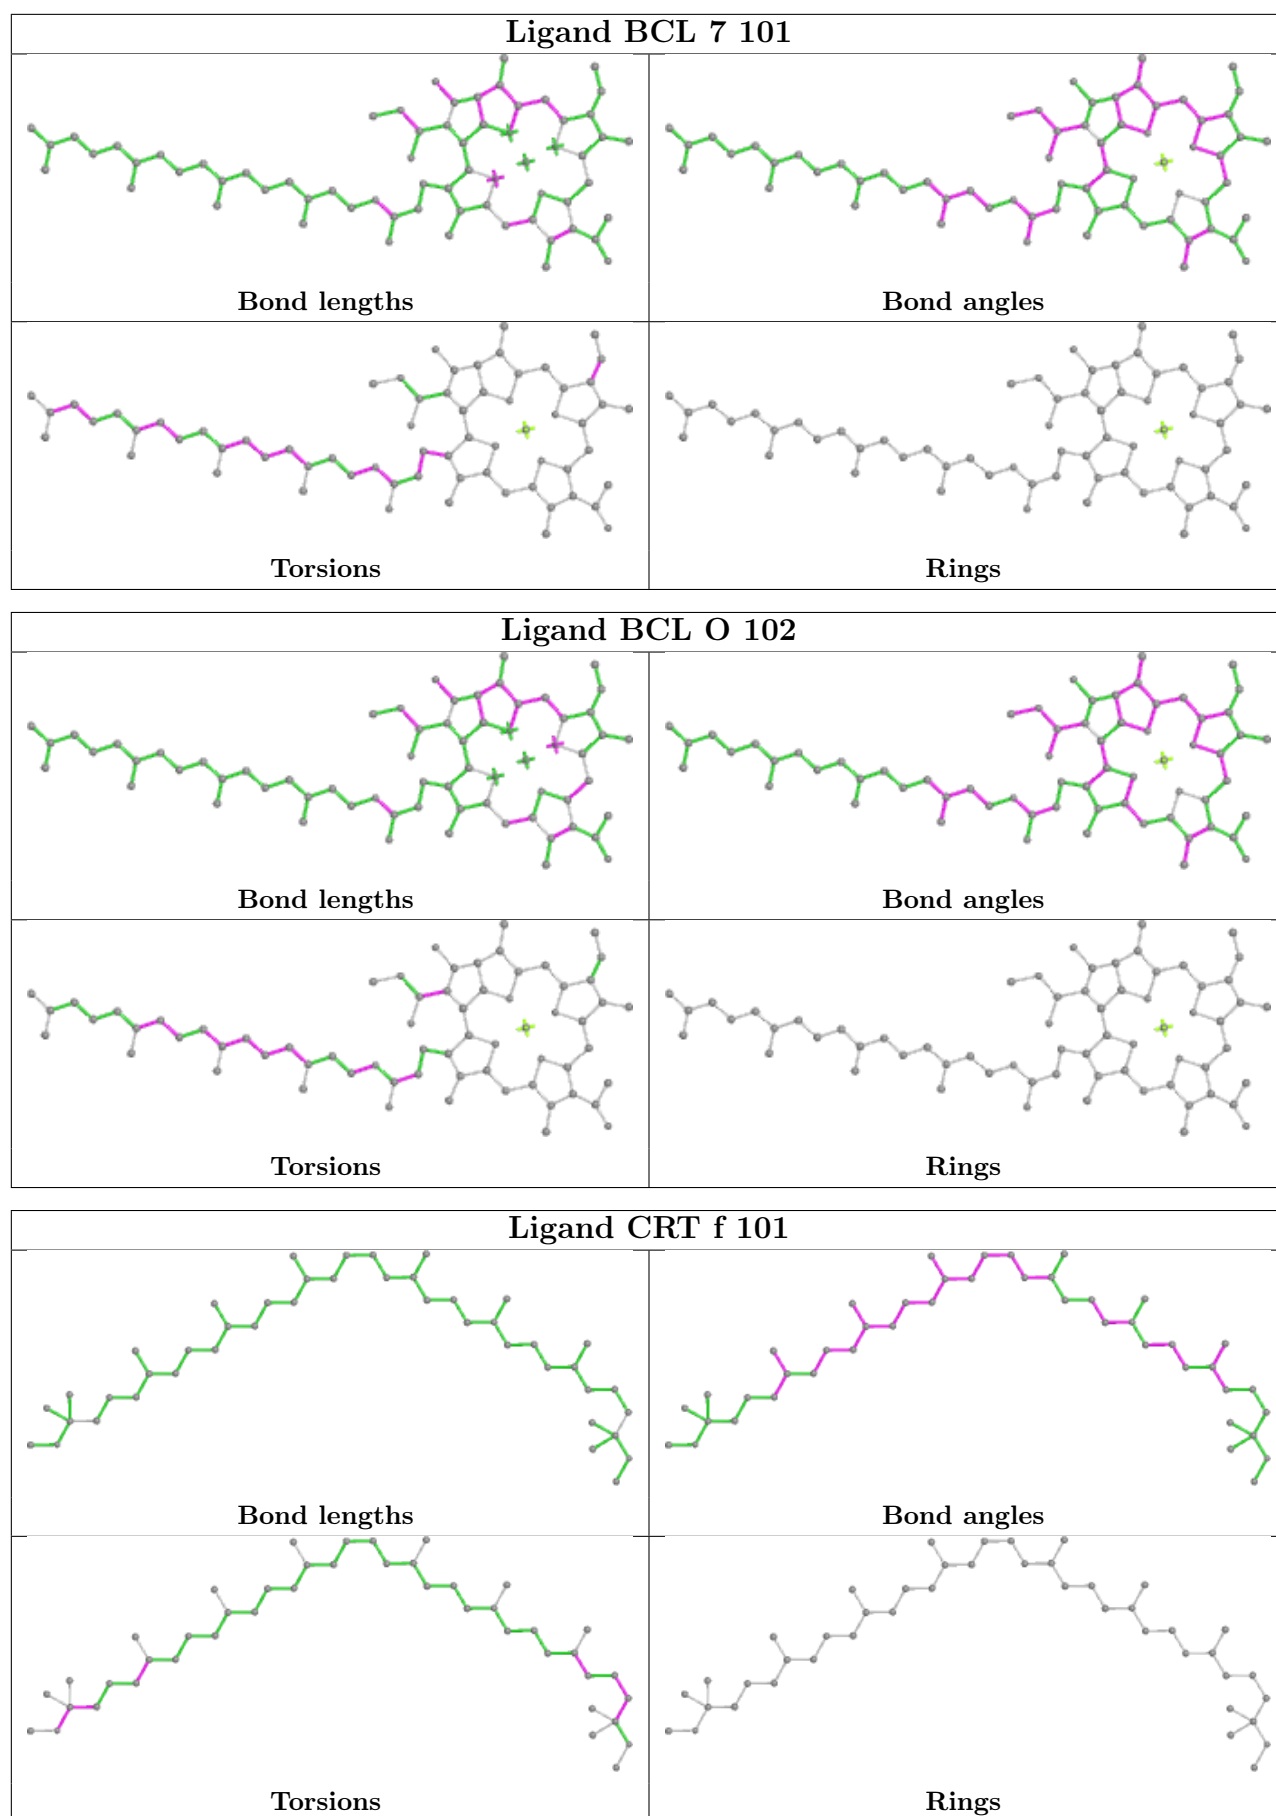 Ligand BCL 7 101
Bond lengths
Bond angles
Torsions
Rings
Ligand BCL O 102
Bond lengths
Bond angles
Torsions
Rings
Ligand CRT f 101
Bond lengths
Bond angles
Torsions
Rings